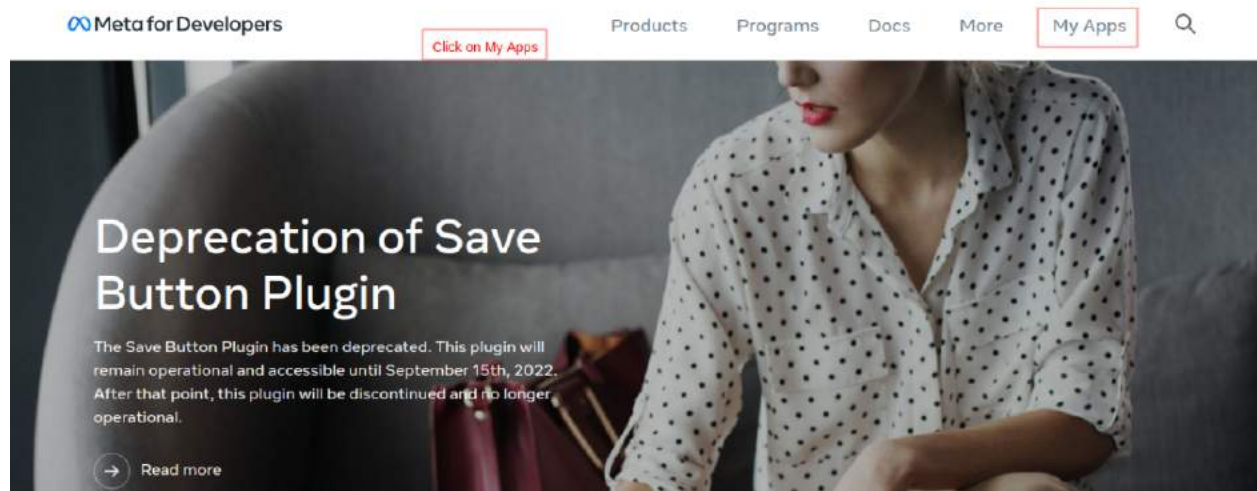 Meta for Developers
Click on My Apps
Products
Programs
Docs
More
My Apps
Deprecation of Save
Button Plugin
The Save Button Plugin has been deprecated. This plugin will
remain operational and accessible until September 15th, 2022.
After that point, this plugin will be discontinued and no longer
operational.
Read more